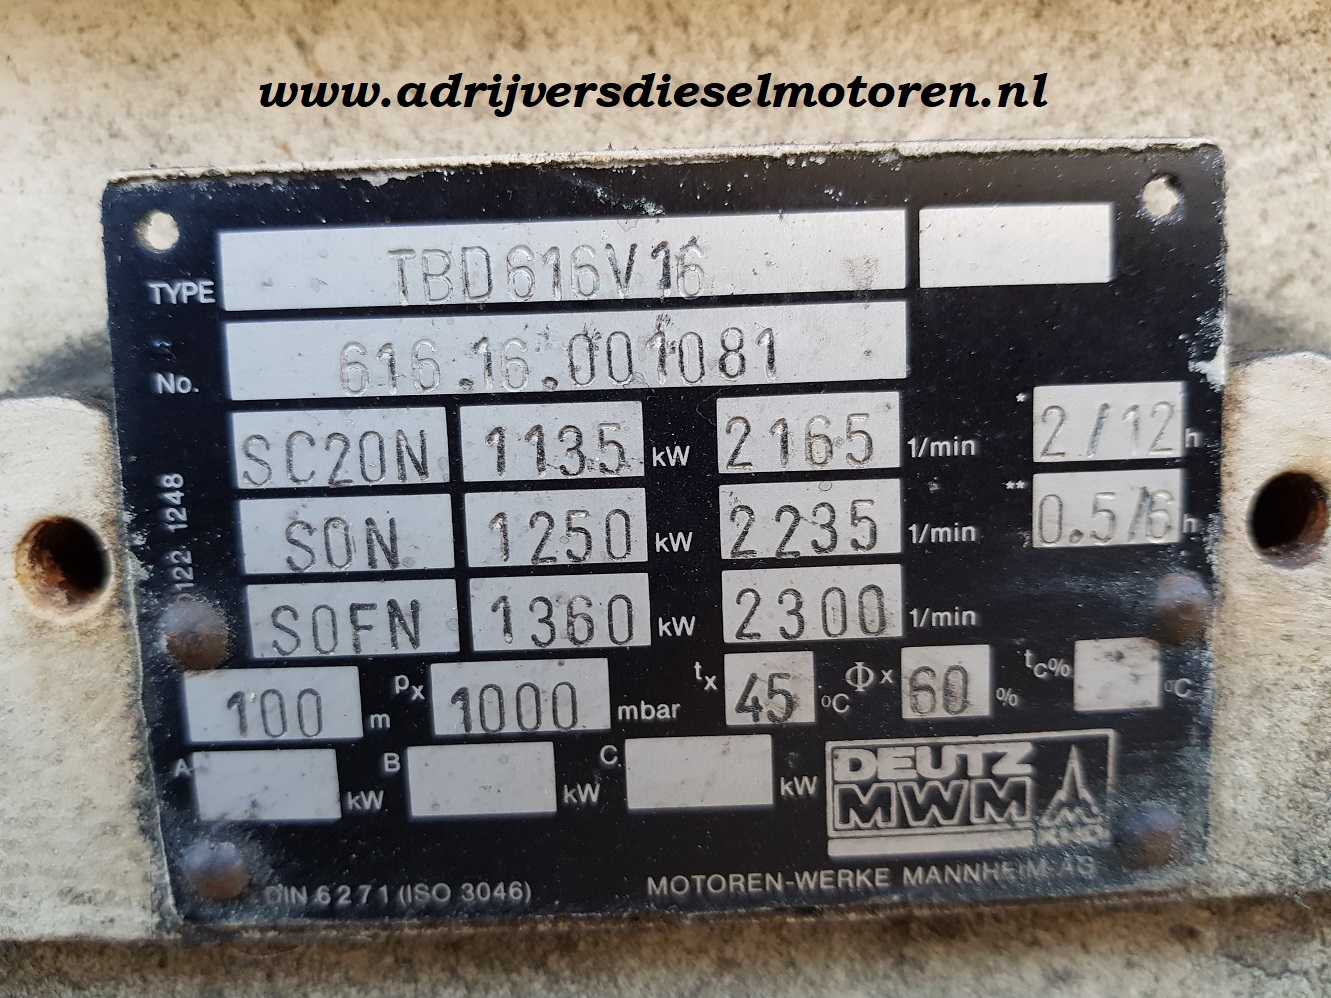 www.adrijversdieselmotoren.nl
TYPE TBD616V16
No. 616.16.001081
SC20N 1135 kW 2165 1/min * 2/12 h
SON 1250 kW 2235 1/min ** 0.5/6 h
SOFN 1360 kW 2300 1/min
100 m px 1000 mbar tx 45 °C Φx 60 % tc% °C
A kW B kW C kW
DEUTZ
MWM
DIN 6271 (ISO 3046) MOTOREN-WERKE MANNHEIM AG
0122 1248